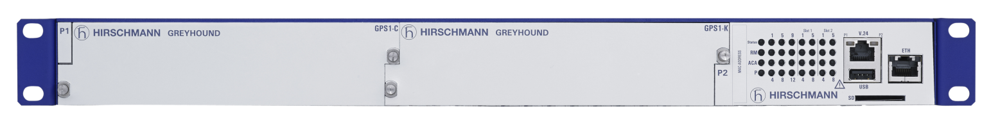 P1
HIRSCHMANN GREYHOUND
GPS1-C
HIRSCHMANN GREYHOUND
GPS1-K
P2
MAC ADDRESS
Slot 1 Slot 2
1 5 9 1 5 1 5
Status
RM
ACA
P
4 8 12 4 8 4 8
HIRSCHMANN
P1 V.24 P2
USB
ETH
SD